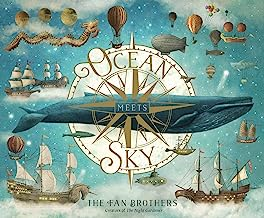 OCEAN
MEETS
SKY
THE FAN BROTHERS
Creators of The Night Gardener